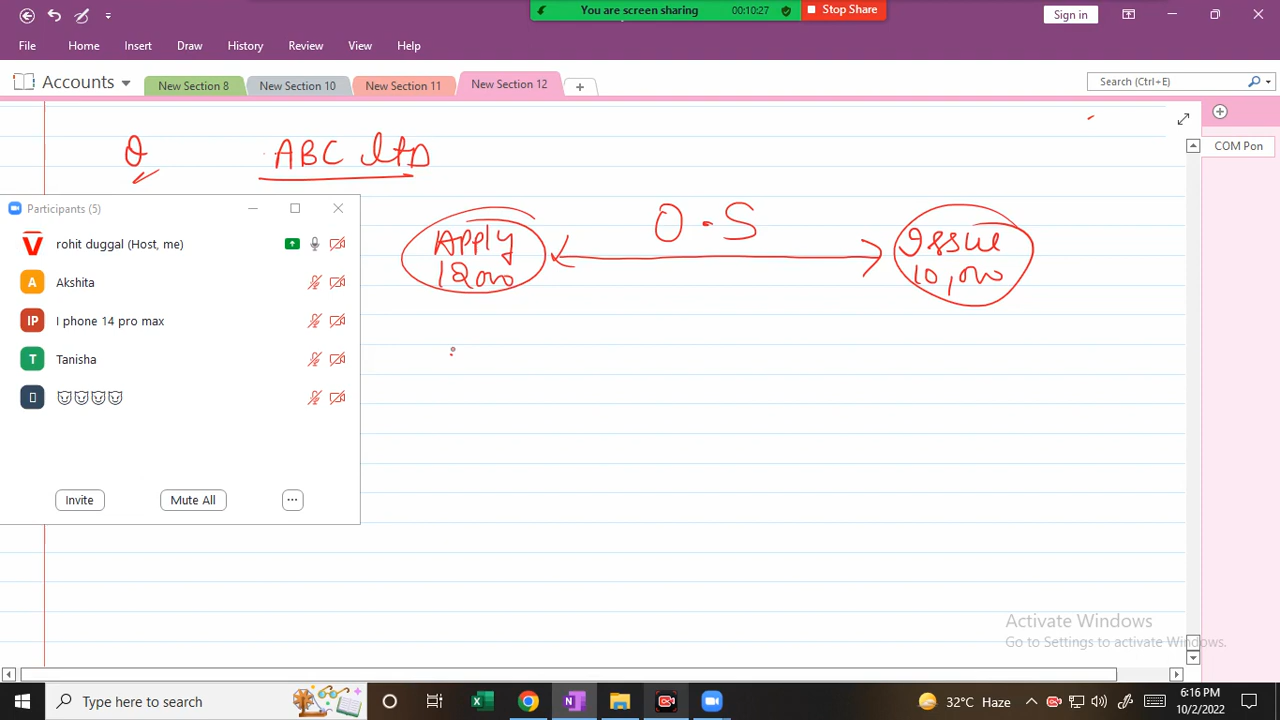 You are screen sharing 00:10:27 Stop Share
Sign in
File Home Insert Draw History Review View Help
Accounts New Section 8 New Section 10 New Section 11 New Section 12 + Search (Ctrl+E)
COM Pon
Q ABC ltD
Participants (5)
rohit duggal (Host, me)
A Akshita
IP I phone 14 pro max
T Tanisha
Invite Mute All ...
Apply O.S Issue
12000 10,000
Activate Windows
Go to Settings to activate Windows.
Type here to search
32°C Haze
6:16 PM
10/2/2022